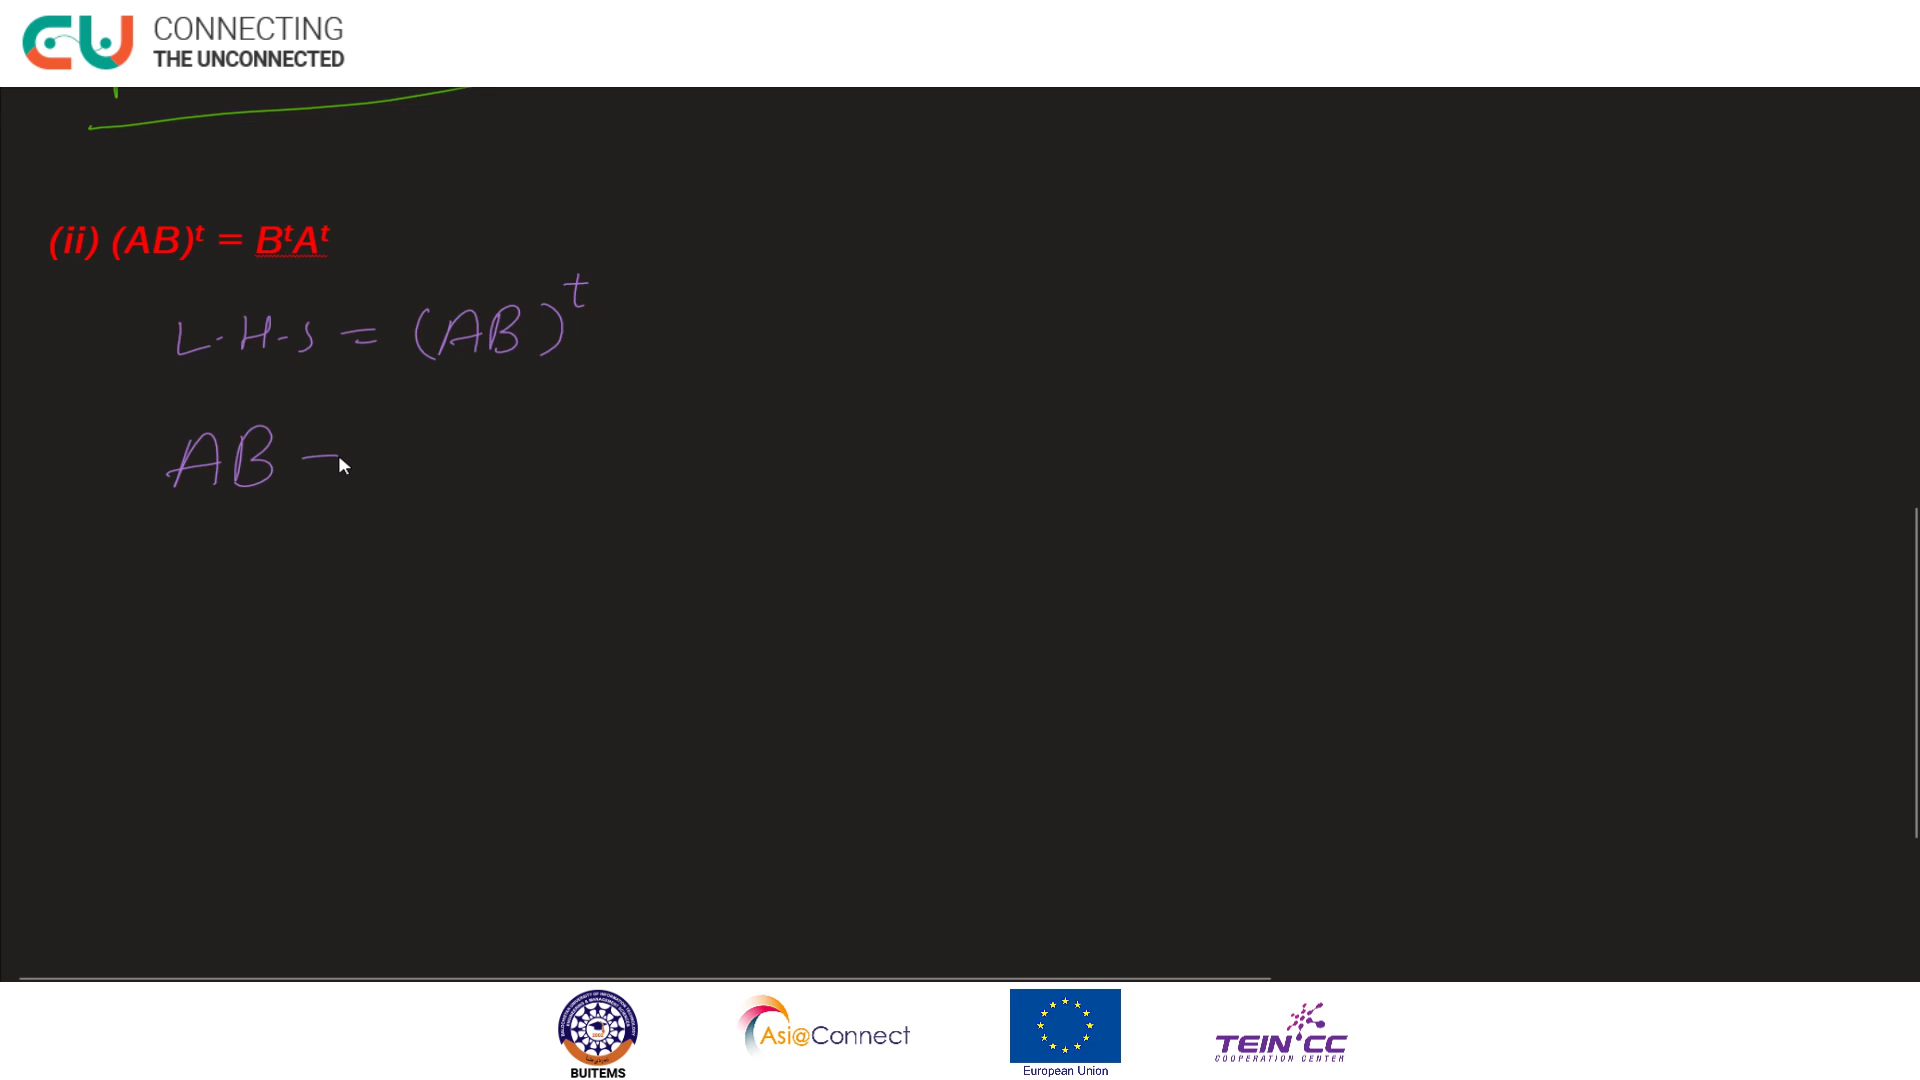 CONNECTING
THE UNCONNECTED
(ii) (AB)ᵗ = BᵗAᵗ
L.H.S = (AB)ᵗ
AB −
Asi@Connect
TEIN*CC
COOPERATION CENTER
BUITEMS
European Union